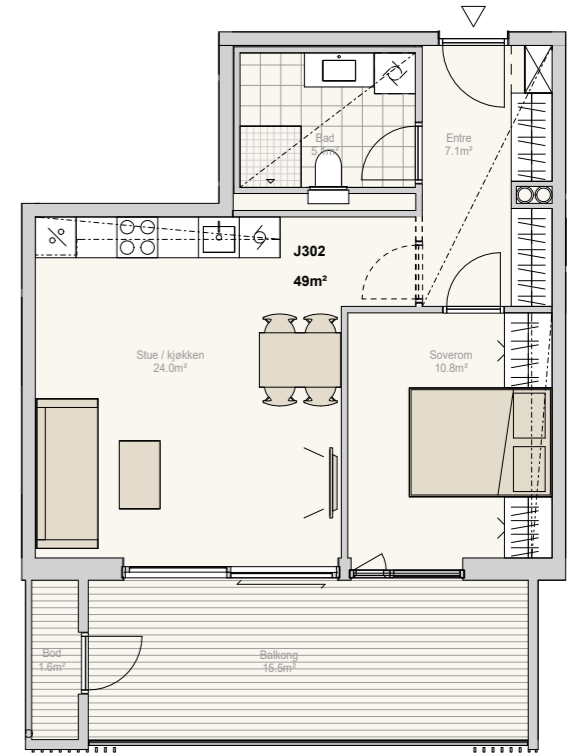 Bad
Entre
7.1m²
J302
49m²
Stue / kjøkken
24.0m²
Soverom
10.8m²
Bod
1.6m²
Balkong
15.5m²